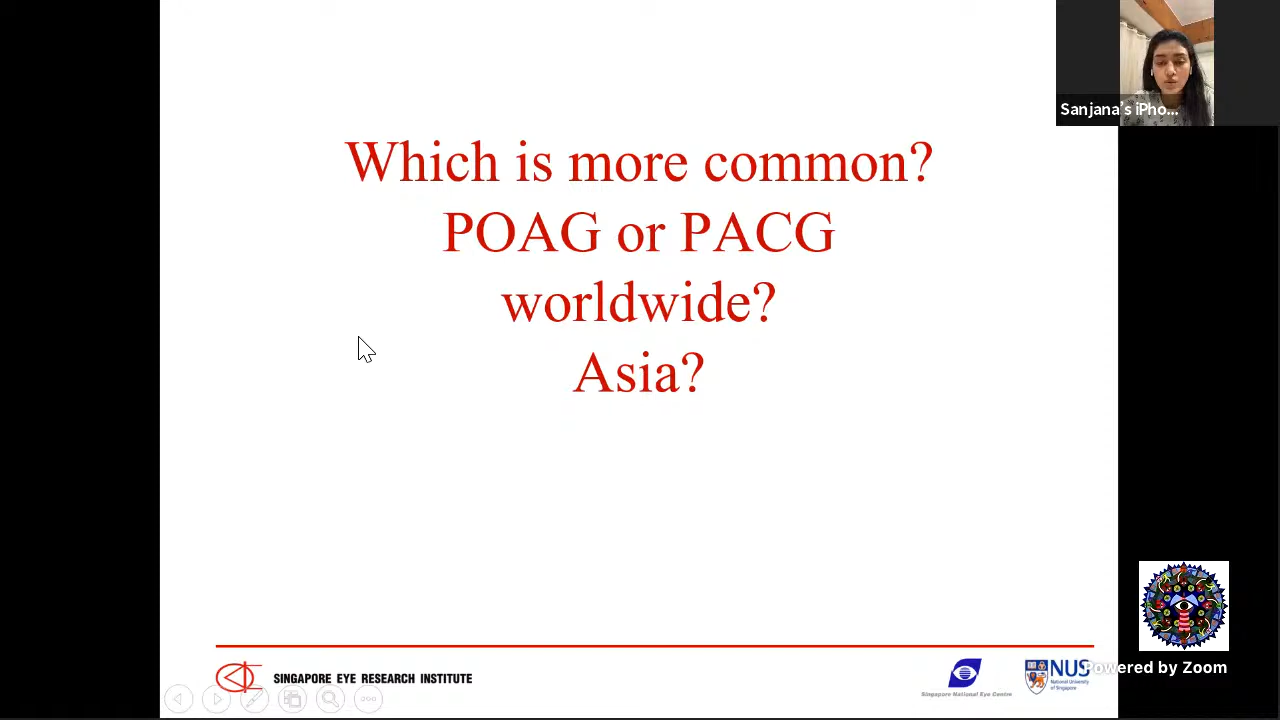 Sanjana's iPho...
Which is more common?
POAG or PACG
worldwide?
Asia?
SINGAPORE EYE RESEARCH INSTITUTE
Singapore National Eye Centre
NUS
National University
of Singapore
Powered by Zoom